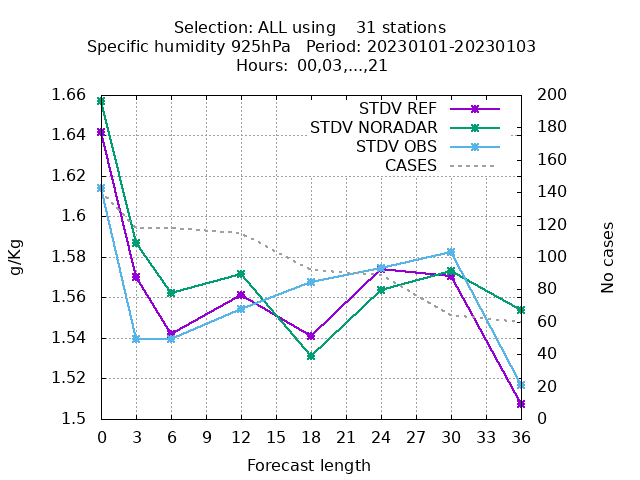 Selection: ALL using    31 stations
Specific humidity 925hPa   Period: 20230101-20230103
Hours: 00,03,...,21
STDV REF
STDV NORADAR
STDV OBS
CASES
1.66
1.64
1.62
1.6
1.58
1.56
1.54
1.52
1.5
g/Kg
200
180
160
140
120
100
80
60
40
20
0
No cases
0 3 6 9 12 15 18 21 24 27 30 33 36
Forecast length